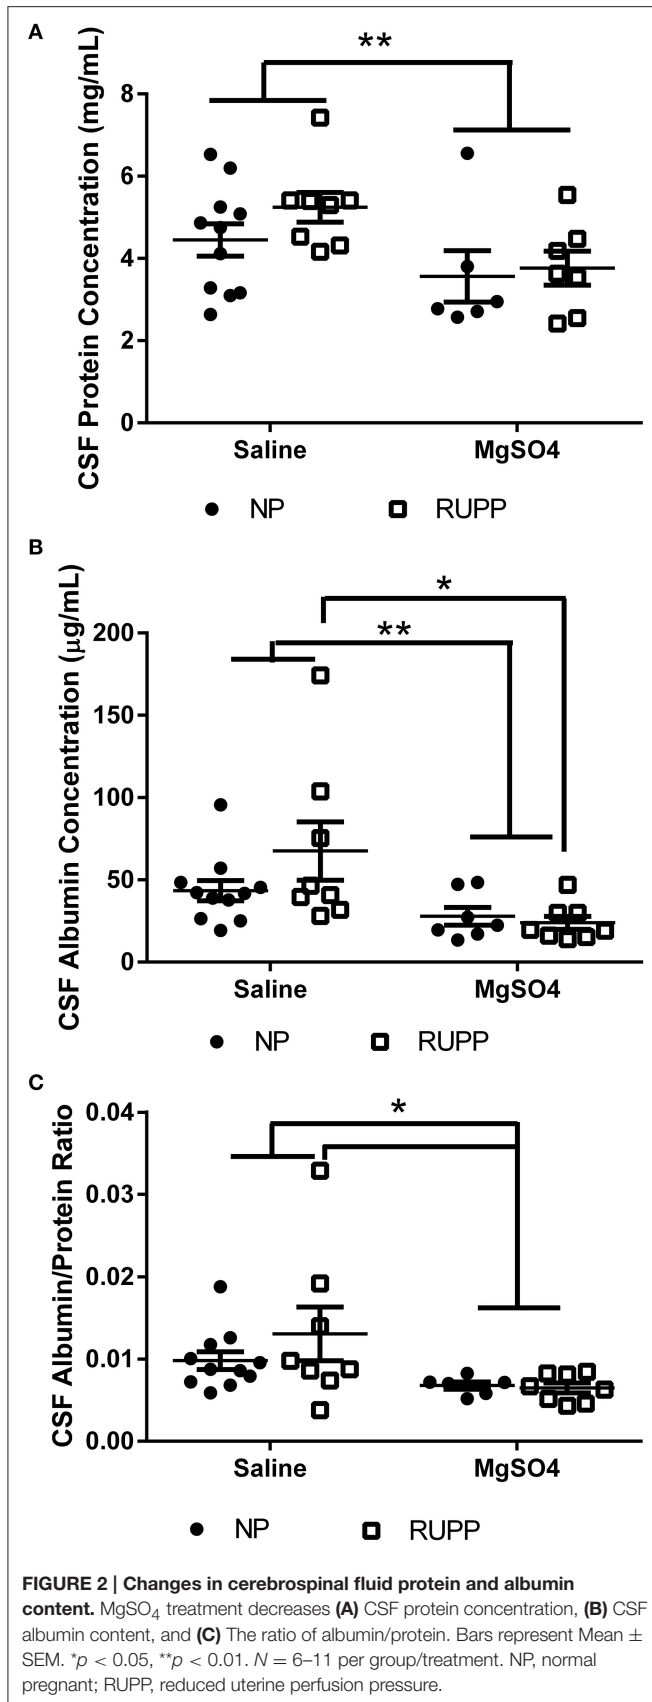 A
**
CSF Protein Concentration (mg/mL)
8
6
4
2
0
Saline
MgSO4
● NP
RUPP
B
*
**
CSF Albumin Concentration (µg/mL)
200
150
100
50
0
Saline
MgSO4
● NP
RUPP
C
*
CSF Albumin/Protein Ratio
0.04
0.03
0.02
0.01
0.00
Saline
MgSO4
● NP
RUPP
FIGURE 2 | Changes in cerebrospinal fluid protein and albumin
content. MgSO₄ treatment decreases (A) CSF protein concentration, (B) CSF
albumin content, and (C) The ratio of albumin/protein. Bars represent Mean ±
SEM. *p < 0.05, **p < 0.01. N = 6–11 per group/treatment. NP, normal
pregnant; RUPP, reduced uterine perfusion pressure.